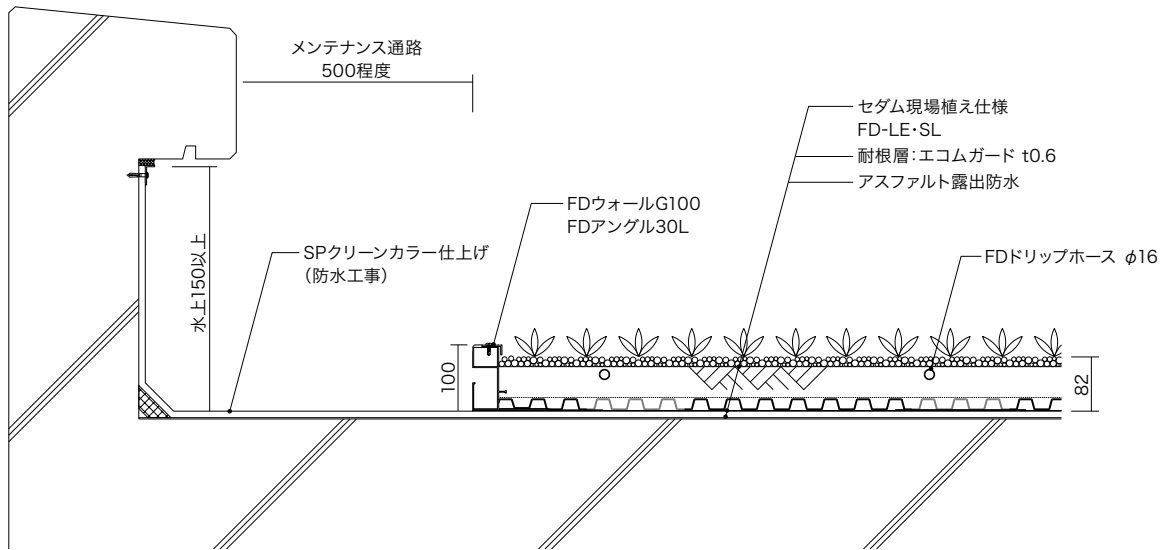 メンテナンス通路
500程度
セダム現場植え仕様
FD-LE･SL
耐根層：エコムガード t0.6
アスファルト露出防水
FDウォールG100
FDアングル30L
SPクリーンカラー仕上げ
（防水工事）
FDドリップホース φ16
水上150以上
100
82